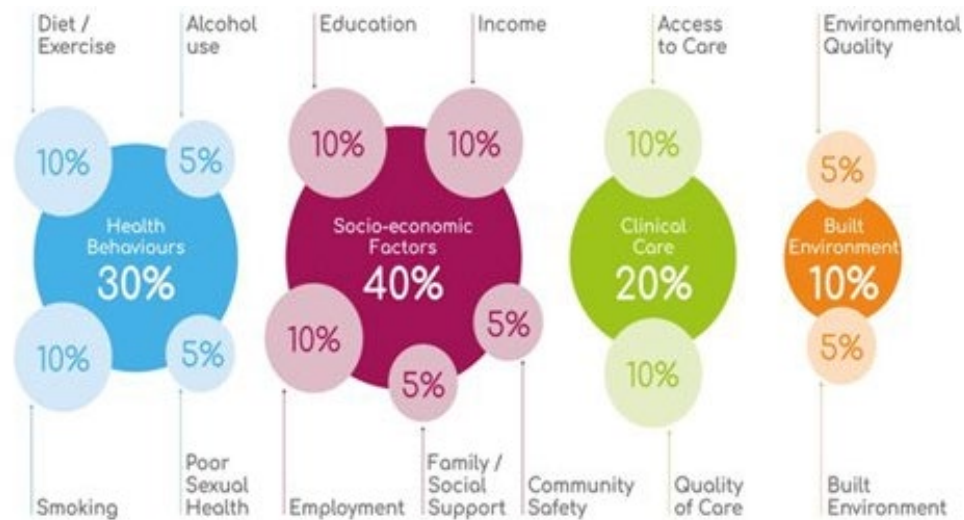 Diet /
Exercise
Alcohol
use
Education
Income
Access
to Care
Environmental
Quality
10%
5%
10%
10%
10%
5%
Health
Behaviours
30%
Socio-economic
Factors
40%
Clinical
Care
20%
Built
Environment
10%
10%
5%
10%
5%
5%
10%
5%
Smoking
Poor
Sexual
Health
Employment
Family /
Social
Support
Community
Safety
Quality
of Care
Built
Environment